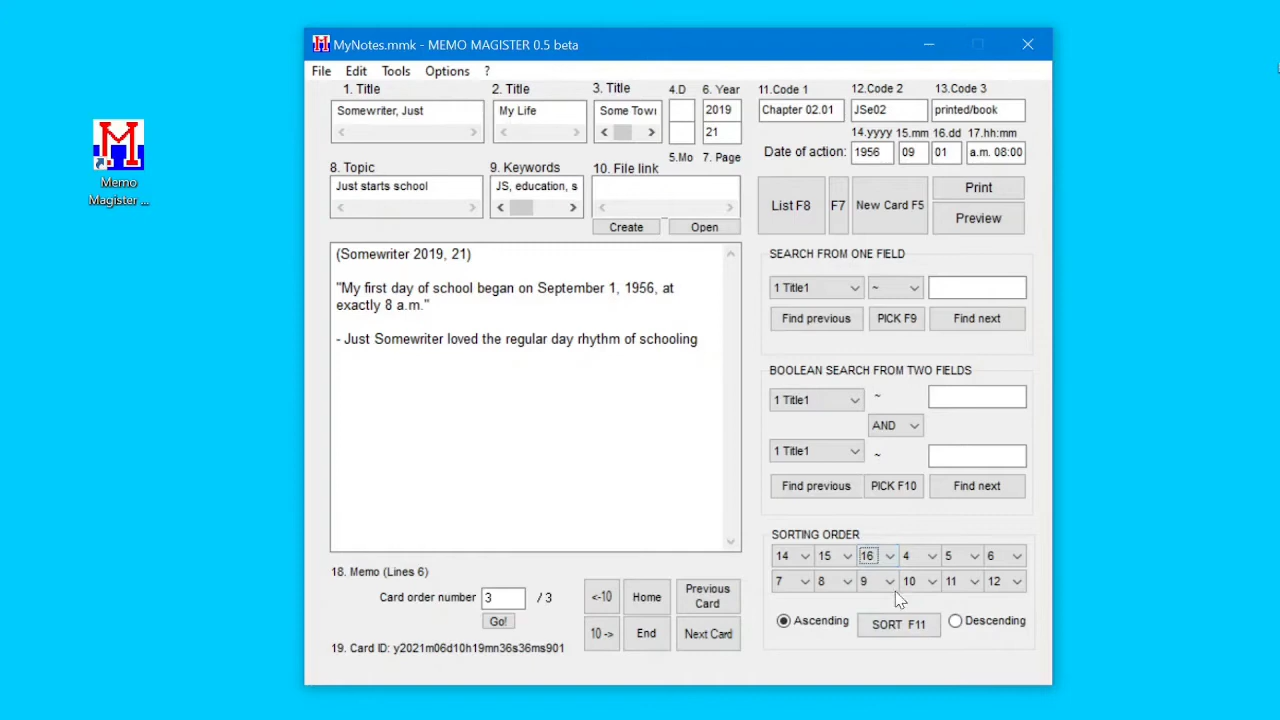 MyNotes.mmk - MEMO MAGISTER 0.5 beta
File Edit Tools Options ?
1. Title 2. Title 3. Title 4.D 6. Year 11.Code 1 12.Code 2 13.Code 3
Somewriter, Just My Life Some Tow 2019 Chapter 02.01 JSe02 printed/book
21
14.yyyy 15.mm 16.dd 17.hh:mm
Date of action: 1956 09 01 a.m. 08:00
5.Mo 7. Page
8. Topic 9. Keywords 10. File link
Just starts school JS, education, s
Create Open
List F8 F7 New Card F5 Print
Preview
(Somewriter 2019, 21)
"My first day of school began on September 1, 1956, at
exactly 8 a.m."
- Just Somewriter loved the regular day rhythm of schooling
SEARCH FROM ONE FIELD
1 Title1 ~
Find previous PICK F9 Find next
BOOLEAN SEARCH FROM TWO FIELDS
1 Title1 ~
AND
1 Title1 ~
Find previous PICK F10 Find next
SORTING ORDER
14 15 16 4 5 6
7 8 9 10 11 12
Ascending SORT F11 Descending
18. Memo (Lines 6)
Card order number 3 / 3
Go!
<-10 Home Previous Card
10 -> End Next Card
19. Card ID: y2021m06d10h19mn36s36ms901
Memo
Magister ...